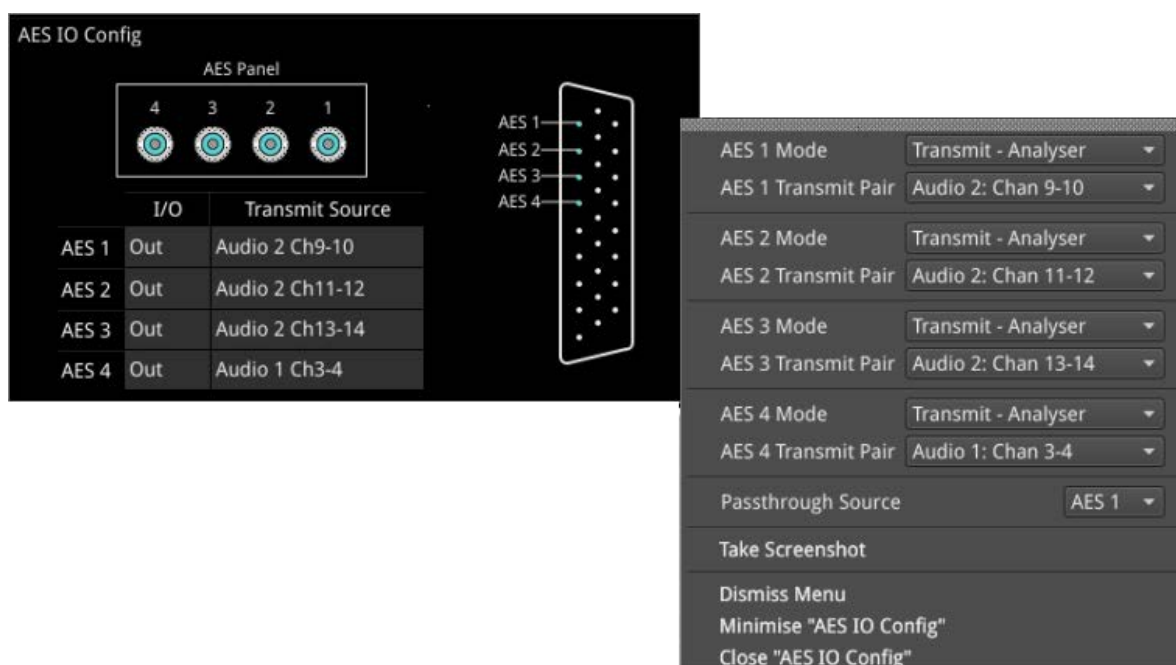 AES IO Config
AES Panel
4 3 2 1
AES 1
AES 2
AES 3
AES 4
I/O Transmit Source
AES 1 Out Audio 2 Ch9-10
AES 2 Out Audio 2 Ch11-12
AES 3 Out Audio 2 Ch13-14
AES 4 Out Audio 1 Ch3-4
AES 1 Mode Transmit - Analyser
AES 1 Transmit Pair Audio 2: Chan 9-10
AES 2 Mode Transmit - Analyser
AES 2 Transmit Pair Audio 2: Chan 11-12
AES 3 Mode Transmit - Analyser
AES 3 Transmit Pair Audio 2: Chan 13-14
AES 4 Mode Transmit - Analyser
AES 4 Transmit Pair Audio 1: Chan 3-4
Passthrough Source AES 1
Take Screenshot
Dismiss Menu
Minimise "AES IO Config"
Close "AES IO Config"